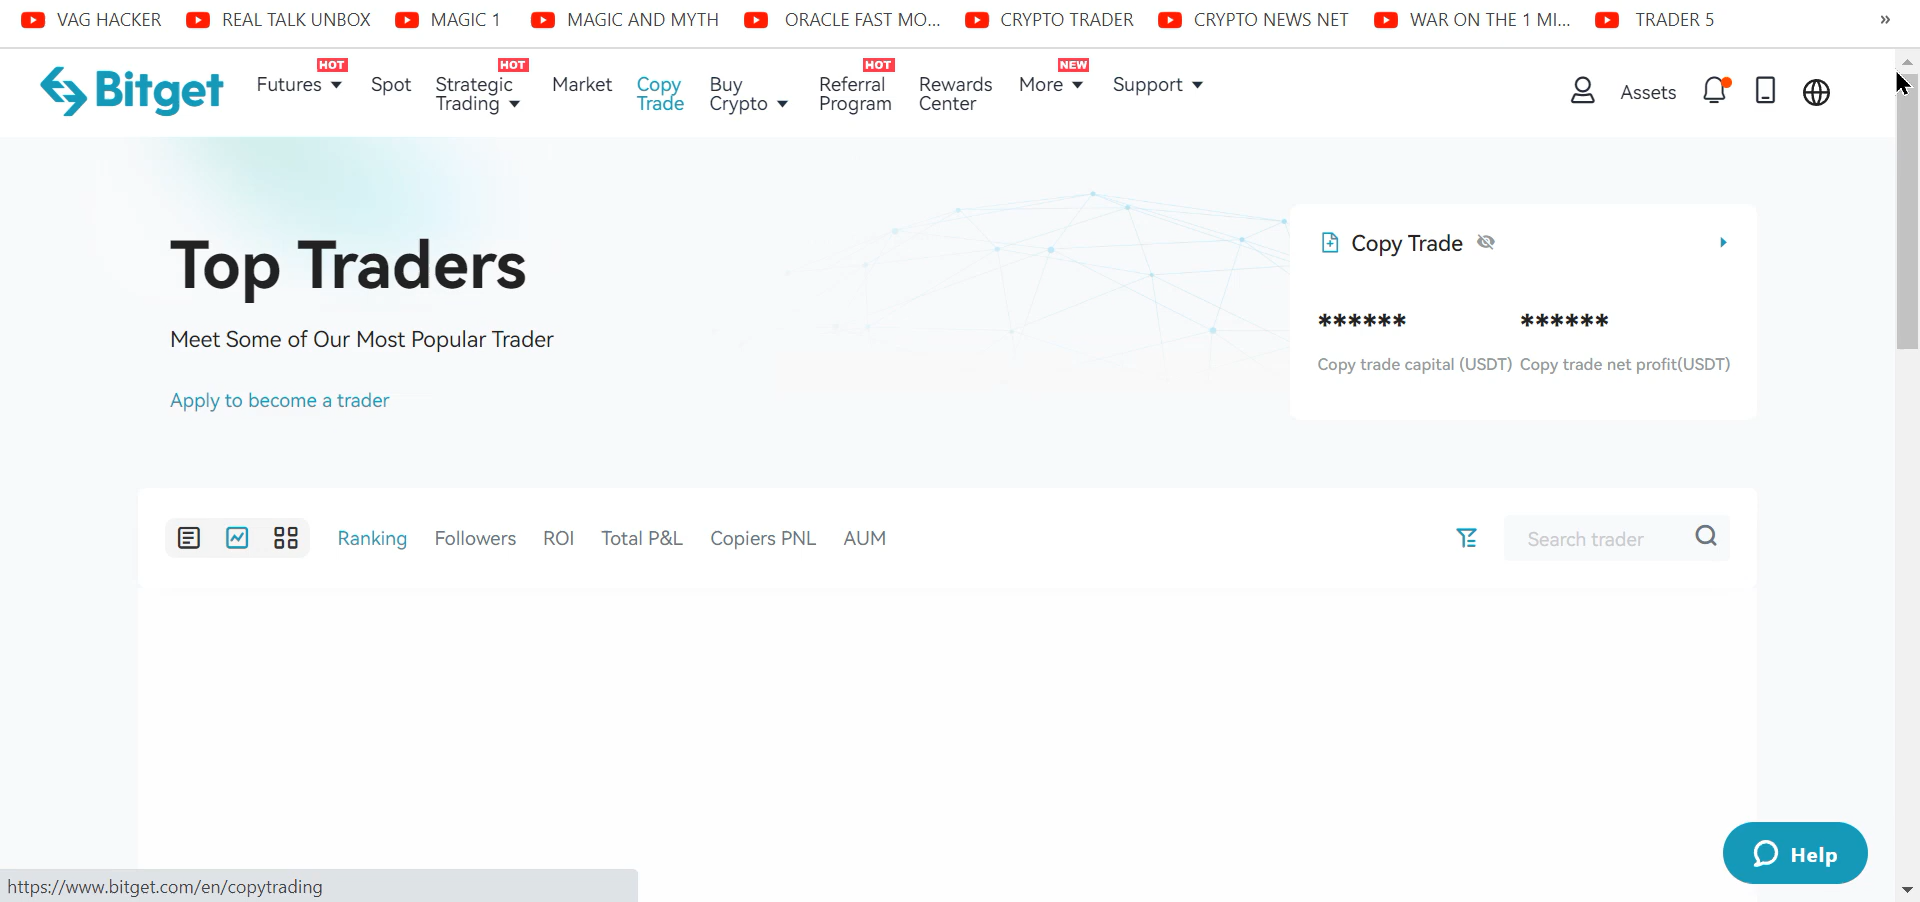 VAG HACKER REAL TALK UNBOX MAGIC 1 MAGIC AND MYTH ORACLE FAST MO... CRYPTO TRADER CRYPTO NEWS NET WAR ON THE 1 MI... TRADER 5 »
HOT HOT HOT NEW
Bitget Futures Spot Strategic Trading Market Copy Trade Buy Crypto Referral Program Rewards Center More Support Assets
Top Traders
Meet Some of Our Most Popular Trader
Apply to become a trader
Copy Trade
****** ******
Copy trade capital (USDT) Copy trade net profit(USDT)
Ranking Followers ROI Total P&L Copiers PNL AUM Search trader
Help
https://www.bitget.com/en/copytrading